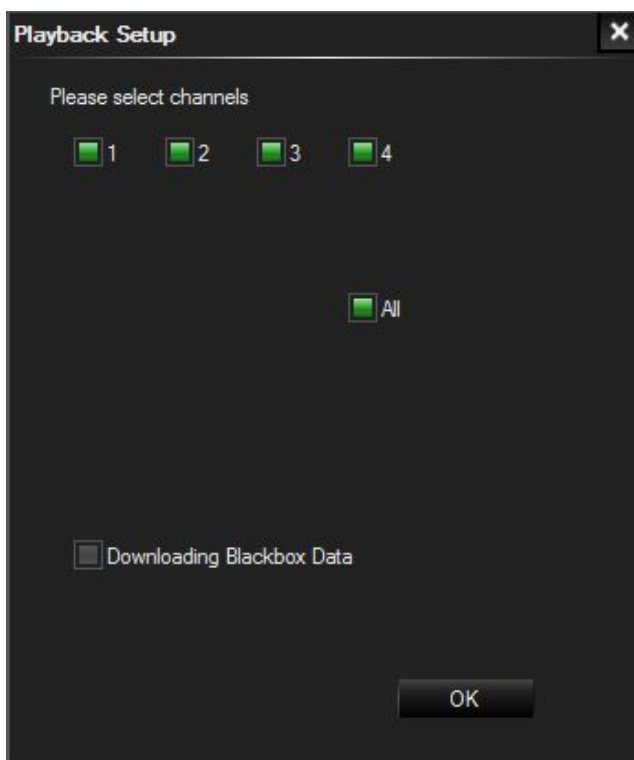 Playback Setup
Please select channels
1 2 3 4
All
Downloading Blackbox Data
OK